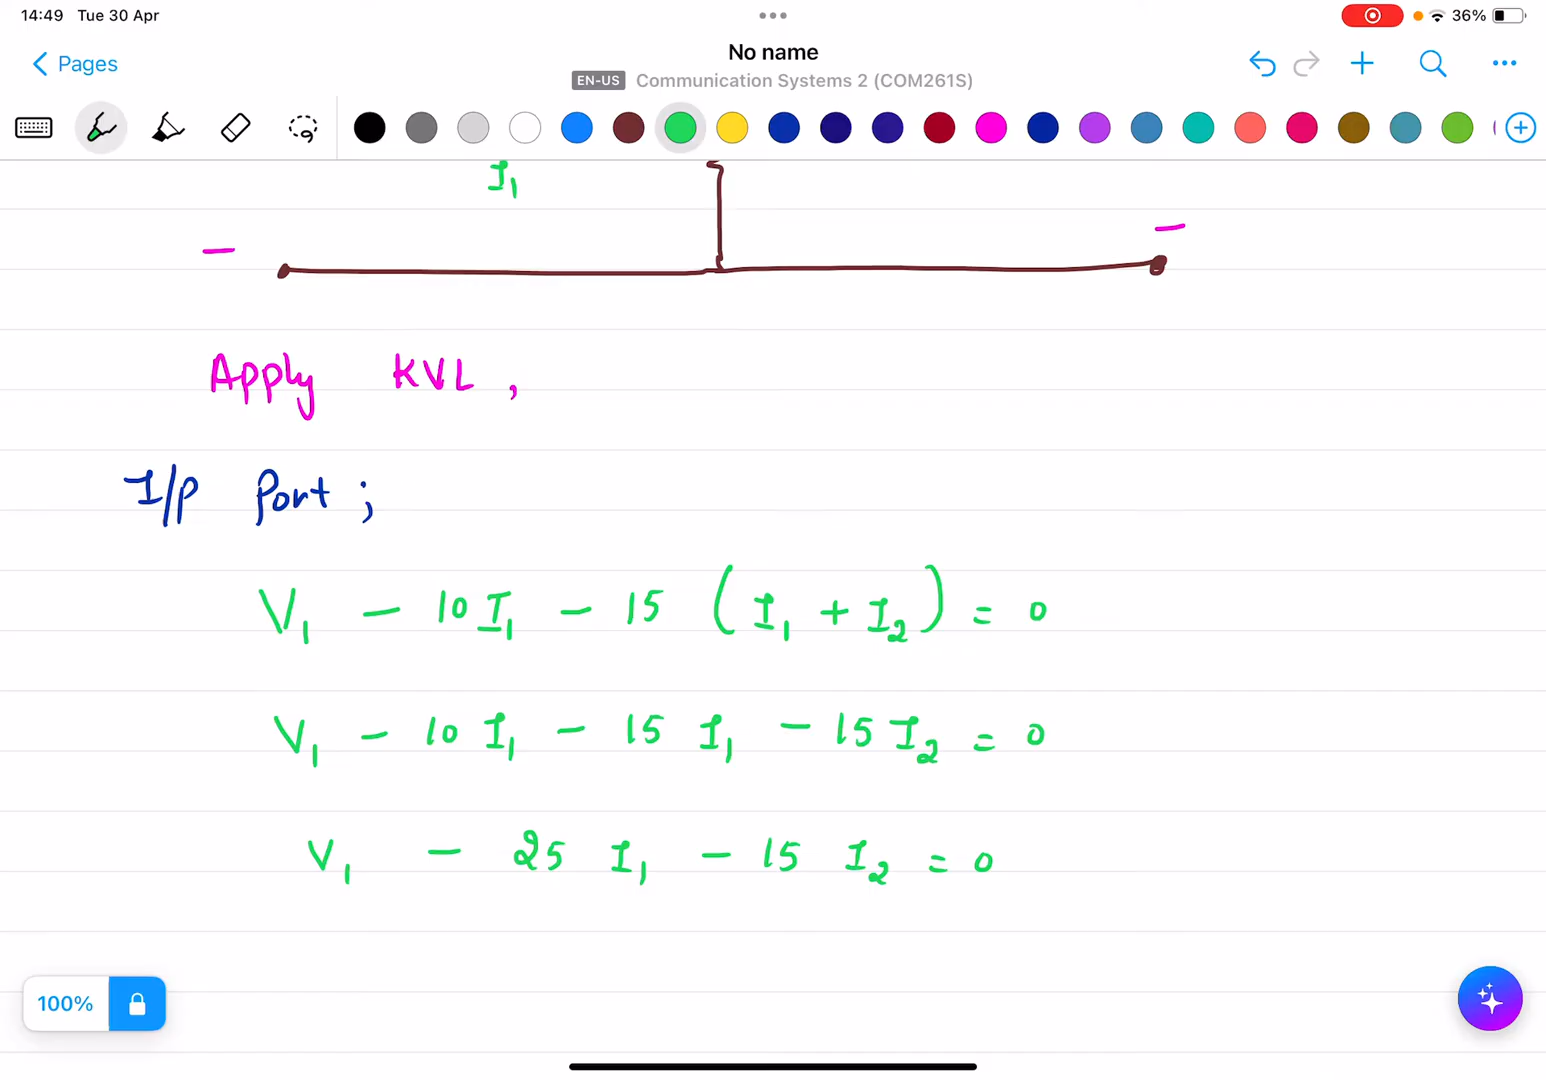 14:49 Tue 30 Apr
36%
Pages
No name
EN-US Communication Systems 2 (COM261S)
I₁
−
−
Apply KVL,
I/P Port ;
V₁ − 10 I₁ − 15 (I₁ + I₂) = 0
V₁ − 10 I₁ − 15 I₁ − 15 I₂ = 0
V₁ − 25 I₁ − 15 I₂ = 0
100%